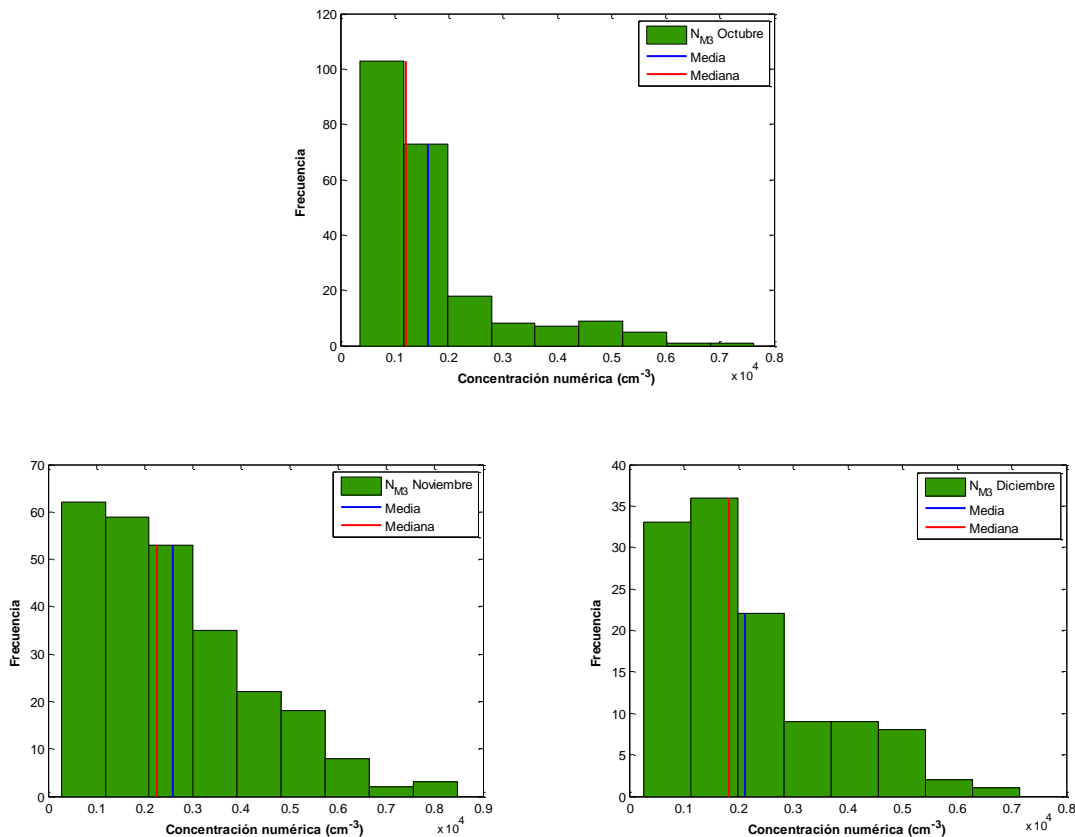 120
100
80
60
40
20
0
Frecuencia
N_M3 Octubre
Media
Mediana
0 0.1 0.2 0.3 0.4 0.5 0.6 0.7 0.8
x 10^4
Concentración numérica (cm^-3)
70
60
50
40
30
20
10
0
Frecuencia
N_M3 Noviembre
Media
Mediana
0 0.1 0.2 0.3 0.4 0.5 0.6 0.7 0.8 0.9
x 10^4
Concentración numérica (cm^-3)
40
35
30
25
20
15
10
5
0
Frecuencia
N_M3 Diciembre
Media
Mediana
0 0.1 0.2 0.3 0.4 0.5 0.6 0.7 0.8
x 10^4
Concentración numérica (cm^-3)